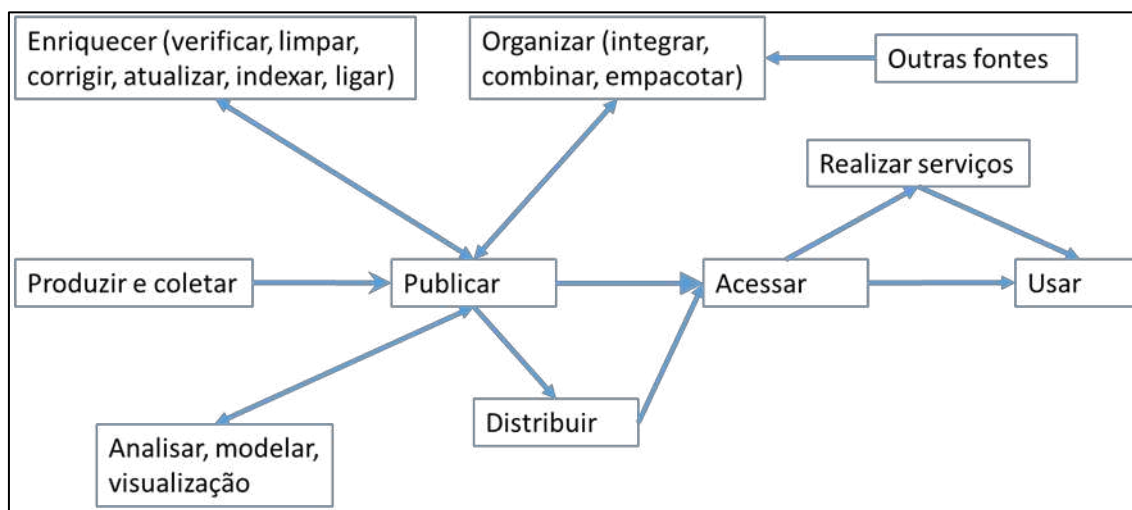 Enriquecer (verificar, limpar,
corrigir, atualizar, indexar, ligar)
Organizar (integrar,
combinar, empacotar)
Outras fontes
Realizar serviços
Produzir e coletar
Publicar
Acessar
Usar
Distribuir
Analisar, modelar,
visualização